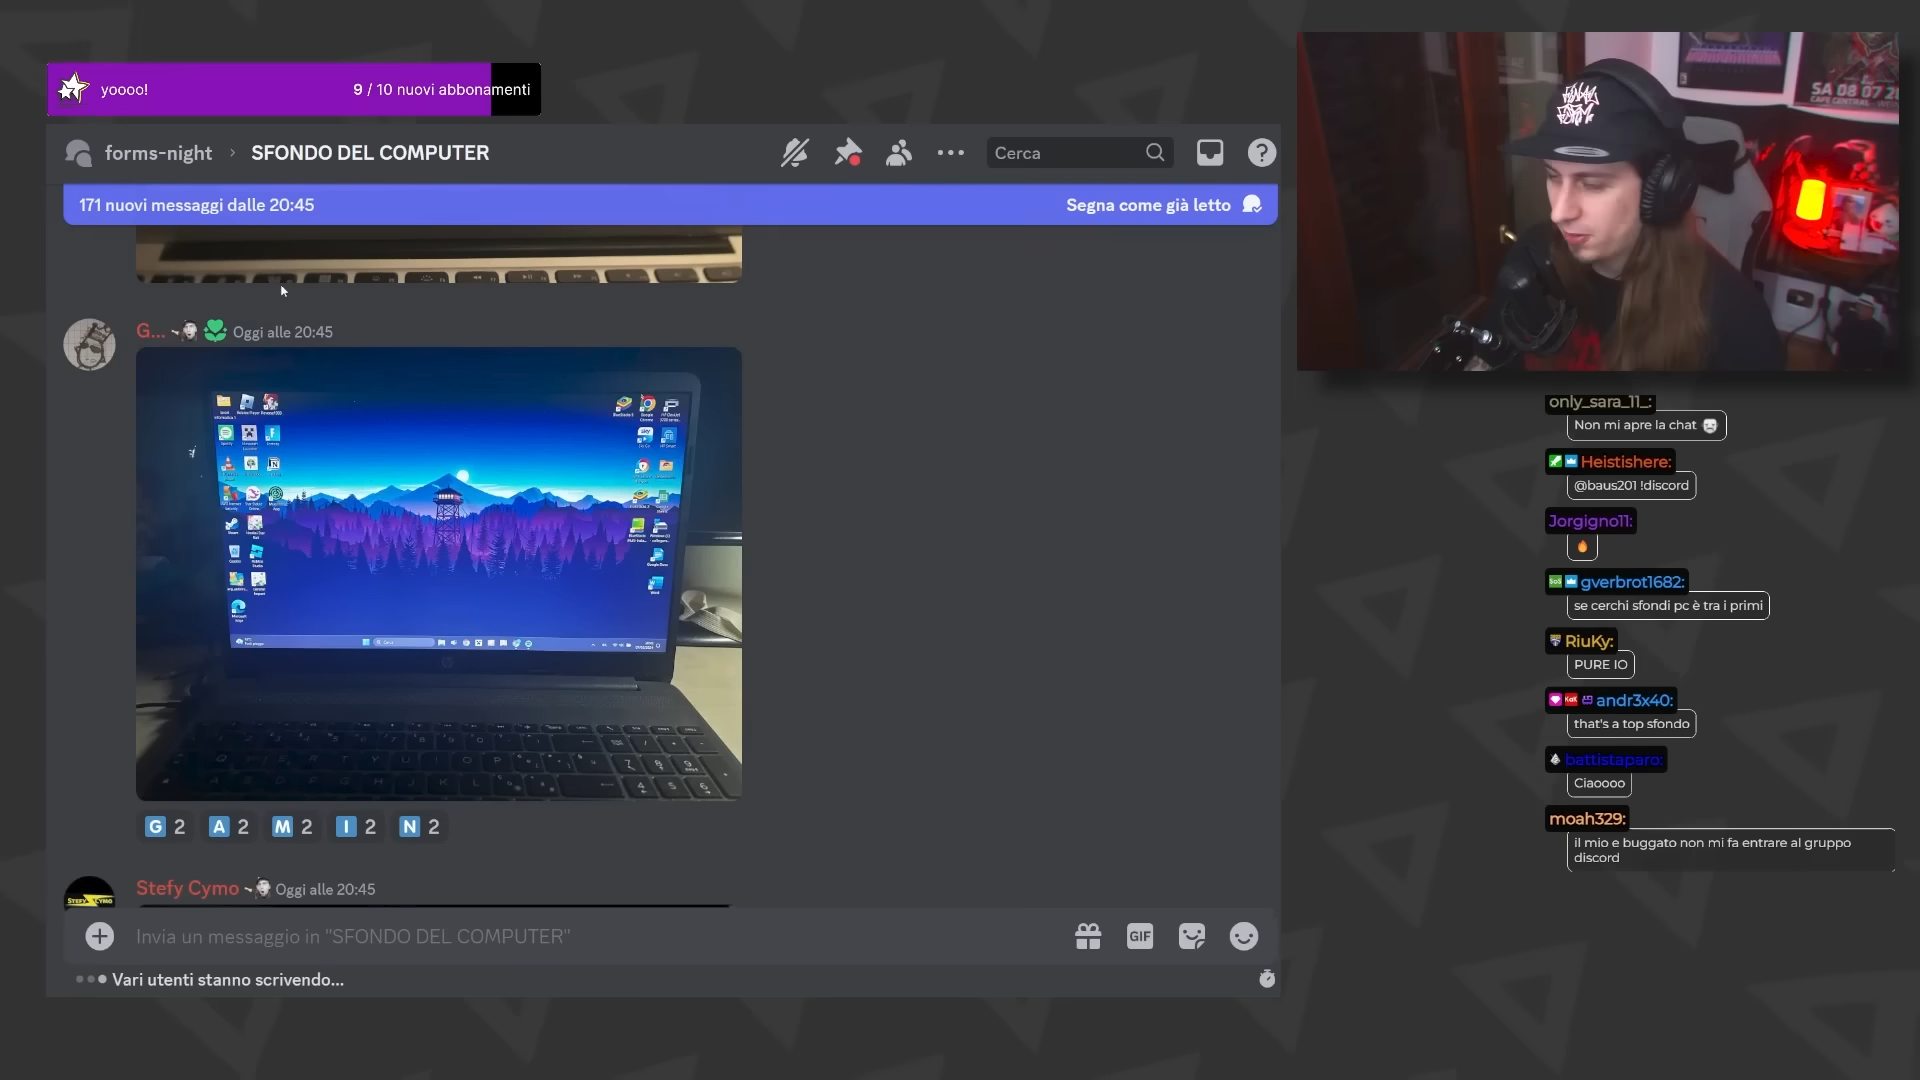 yoooo!
9 / 10 nuovi abbonamenti
forms-night
SFONDO DEL COMPUTER
Cerca
171 nuovi messaggi dalle 20:45
Segna come già letto
G... Oggi alle 20:45
G 2 A 2 M 2 I 2 N 2
Stefy Cymo Oggi alle 20:45
Invia un messaggio in "SFONDO DEL COMPUTER"
GIF
Vari utenti stanno scrivendo...
SA 08 07 2
only_sara_11_:
Non mi apre la chat
Heistishere:
@baus201 !discord
Jorgigno11:
gverbrot1682:
se cerchi sfondi pc è tra i primi
RiuKy:
PURE IO
andr3x40:
that's a top sfondo
battistaparo:
Ciaoooo
moah329:
il mio e buggato non mi fa entrare al gruppo
discord